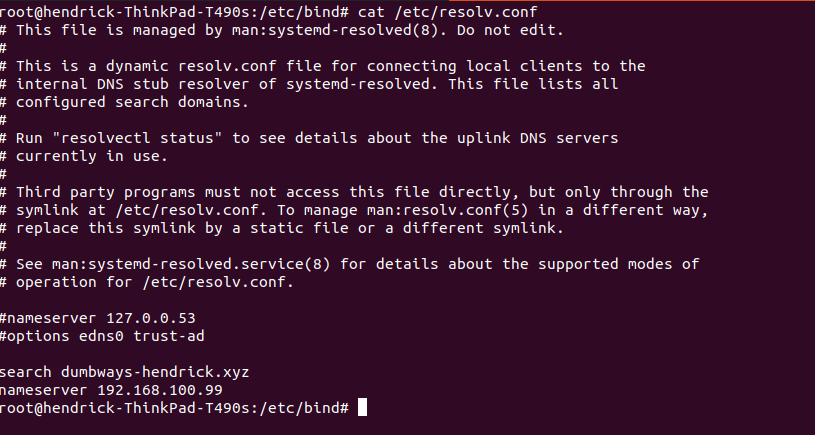 root@hendrick-ThinkPad-T490s:/etc/bind# cat /etc/resolv.conf
# This file is managed by man:systemd-resolved(8). Do not edit.
#
# This is a dynamic resolv.conf file for connecting local clients to the
# internal DNS stub resolver of systemd-resolved. This file lists all
# configured search domains.
#
# Run "resolvectl status" to see details about the uplink DNS servers
# currently in use.
#
# Third party programs must not access this file directly, but only through the
# symlink at /etc/resolv.conf. To manage man:resolv.conf(5) in a different way,
# replace this symlink by a static file or a different symlink.
#
# See man:systemd-resolved.service(8) for details about the supported modes of
# operation for /etc/resolv.conf.

#nameserver 127.0.0.53
#options edns0 trust-ad

search dumbways-hendrick.xyz
nameserver 192.168.100.99
root@hendrick-ThinkPad-T490s:/etc/bind#